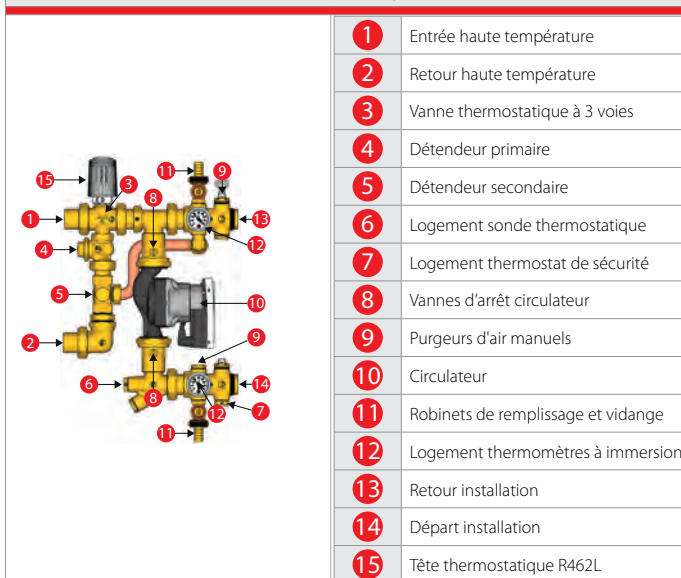 1 Entrée haute température
2 Retour haute température
3 Vanne thermostatique à 3 voies
4 Détendeur primaire
5 Détendeur secondaire
6 Logement sonde thermostatique
7 Logement thermostat de sécurité
8 Vannes d'arrêt circulateur
9 Purgeurs d'air manuels
10 Circulateur
11 Robinets de remplissage et vidange
12 Logement thermomètres à immersion
13 Retour installation
14 Départ installation
15 Tête thermostatique R462L
11 9
15 3 8
1 13
12
4
5
10
2 9
6 8 12 14
7
11